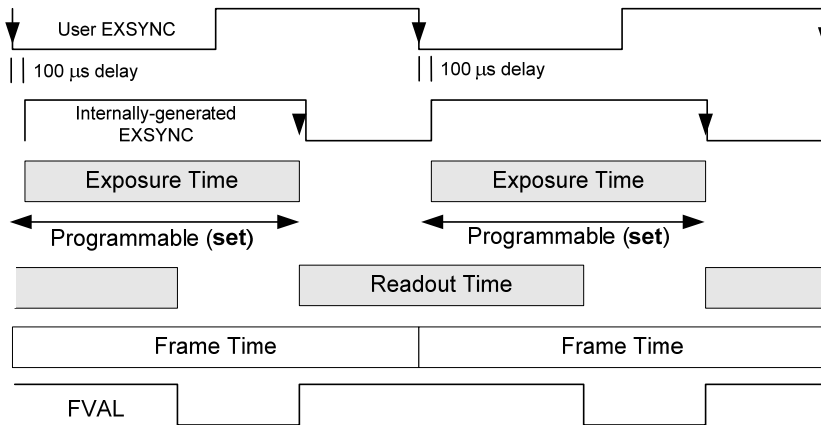 User EXSYNC
100 μs delay
100 μs delay
Internally-generated
EXSYNC
Exposure Time
Exposure Time
Programmable (set)
Programmable (set)
Readout Time
Frame Time
Frame Time
FVAL